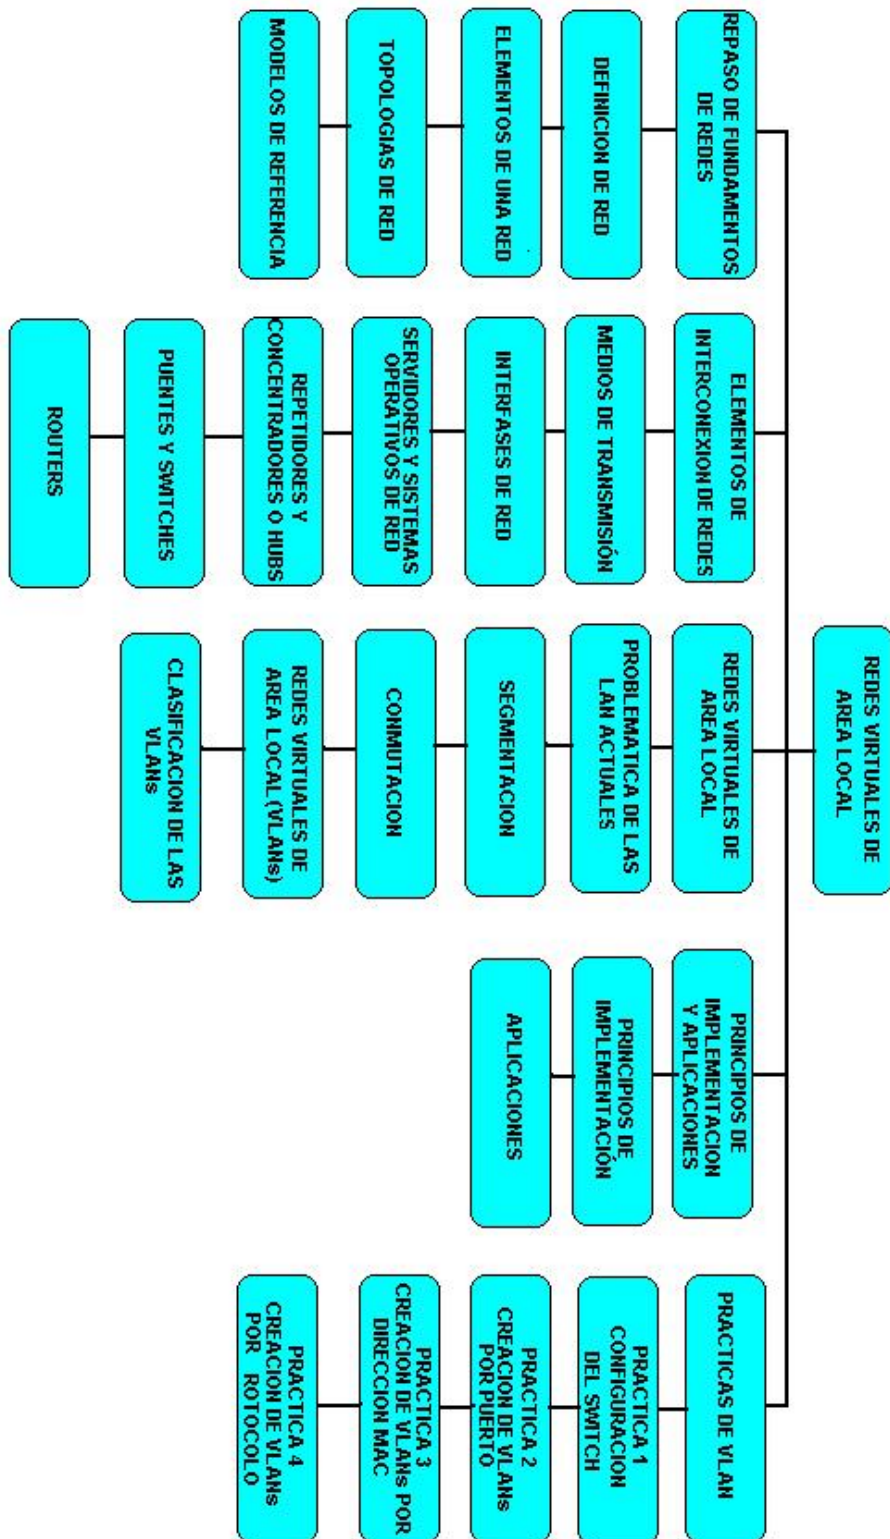 REDES VIRTUALES DE
AREA LOCAL
REPASO DE FUNDAMENTOS
DE REDES
DEFINICION DE RED
ELEMENTOS DE UNA RED
TOPOLOGIAS DE RED
MODELOS DE REFERENCIA
ELEMENTOS DE
INTERCONEXION DE REDES
MEDIOS DE TRANSMISIÓN
INTERFASES DE RED
SERVIDORES Y SISTEMAS
OPERATIVOS DE RED
REPETIDORES Y
CONCENTRADORES O HUBS
PUENTES Y SWITCHES
ROUTERS
REDES VIRTUALES DE
AREA LOCAL
PROBLEMATICA DE LAS
LAN ACTUALES
SEGMENTACION
CONMUTACION
REDES VIRTUALES DE
AREA LOCAL (VLANs)
CLASIFICACION DE LAS
VLANs
PRINCIPIOS DE
IMPLEMENTACION
Y APLICACIONES
PRINCIPIOS DE
IMPLEMENTACIÓN
APLICACIONES
PRACTICAS DE VLAN
PRACTICA 1
CONFIGURACION
DEL SWITCH
PRACTICA 2
CREACION DE VLANs
POR PUERTO
PRACTICA 3
CREACION DE VLANs POR
DIRECCION MAC
PRACTICA 4
CREACION DE VLANs
POR ROTOCOLO